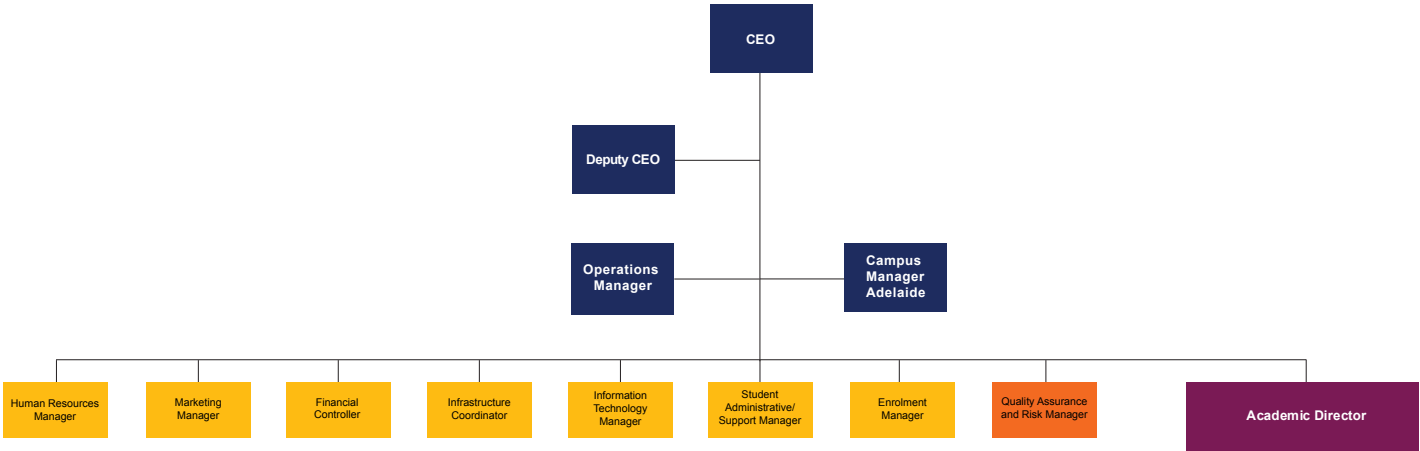 CEO
Deputy CEO
Operations
Manager
Campus
Manager
Adelaide
Human Resources
Manager
Marketing
Manager
Financial
Controller
Infrastructure
Coordinator
Information
Technology
Manager
Student
Administrative/
Support Manager
Enrolment
Manager
Quality Assurance
and Risk Manager
Academic Director